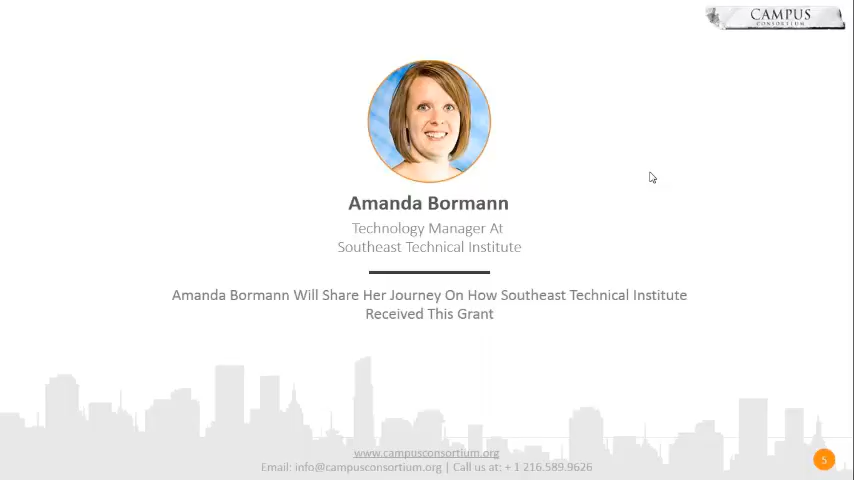 CAMPUS
CONSORTIUM
Amanda Bormann
Technology Manager At
Southeast Technical Institute
Amanda Bormann Will Share Her Journey On How Southeast Technical Institute
Received This Grant
www.campusconsortium.org
Email: info@campusconsortium.org | Call us at: + 1 216.589.9626
5